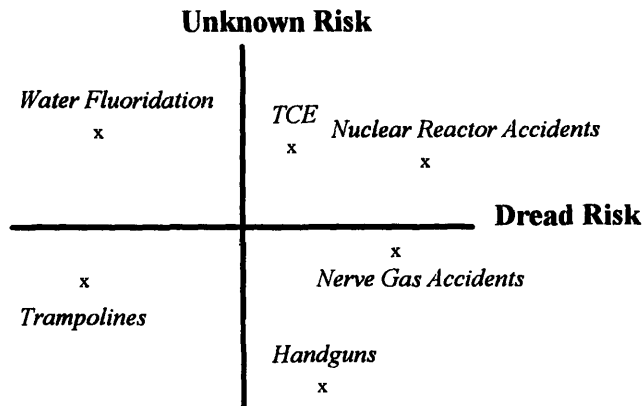 Unknown Risk
Water Fluoridation
x
TCE
x
Nuclear Reactor Accidents
x
Dread Risk
x
Nerve Gas Accidents
x
Trampolines
Handguns
x